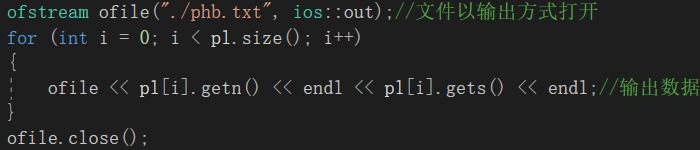 ofstream ofile("./phb.txt", ios::out);//文件以输出方式打开
for (int i = 0; i < pl.size(); i++)
{
ofile << pl[i].getn() << endl << pl[i].gets() << endl;//输出数据
}
ofile.close();